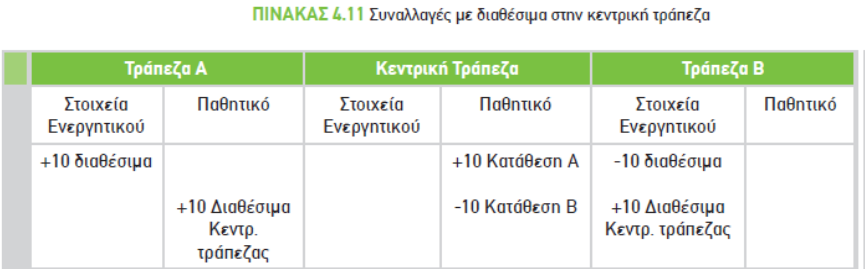 ΠΙΝΑΚΑΣ 4.11 Συναλλαγές με διαθέσιμα στην κεντρική τράπεζα
Τράπεζα Α Κεντρική Τράπεζα Τράπεζα Β
Στοιχεία Ενεργητικού Παθητικό Στοιχεία Ενεργητικού Παθητικό Στοιχεία Ενεργητικού Παθητικό
+10 διαθέσιμα +10 Κατάθεση Α -10 διαθέσιμα
+10 Διαθέσιμα Κεντρ. τράπεζας -10 Κατάθεση Β +10 Διαθέσιμα Κεντρ. τράπεζας